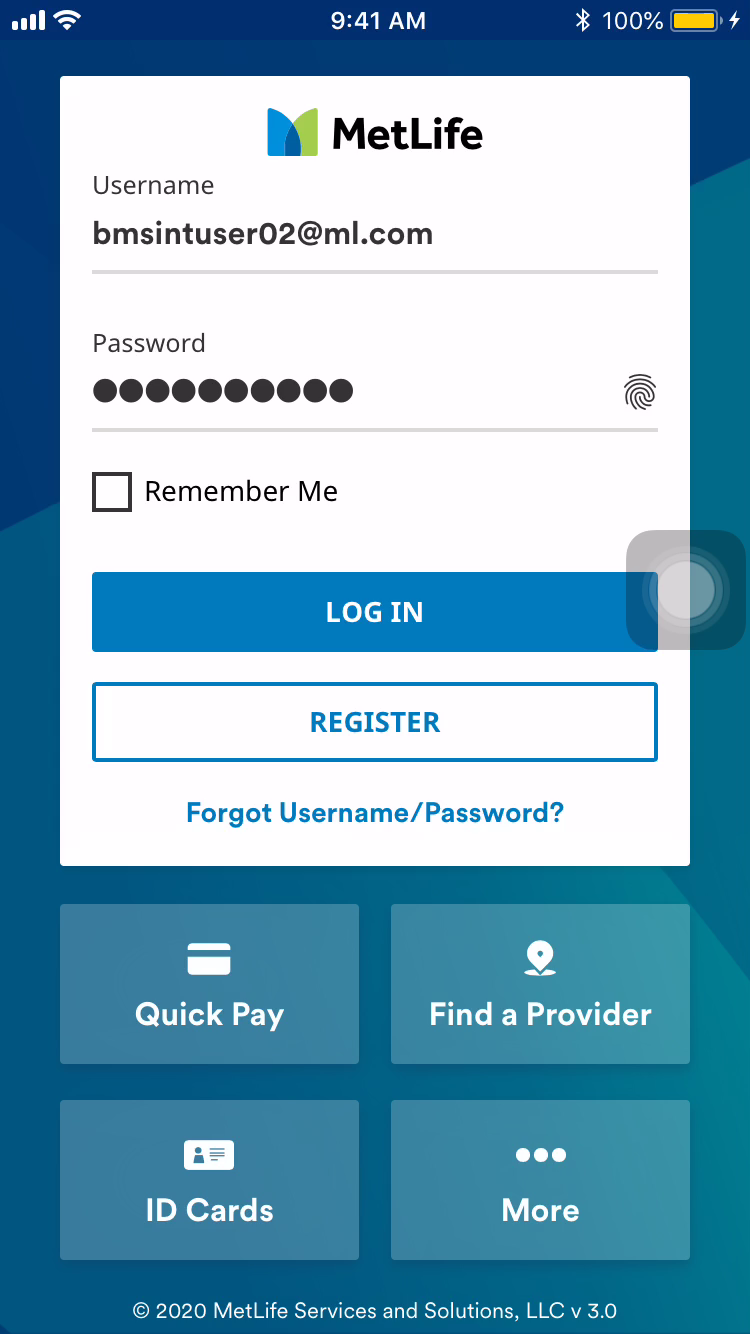 9:41 AM 100%
MetLife
Username
bmsintuser02@ml.com
Password
●●●●●●●●●●
Remember Me
LOG IN
REGISTER
Forgot Username/Password?
Quick Pay
Find a Provider
ID Cards
More
© 2020 MetLife Services and Solutions, LLC v 3.0